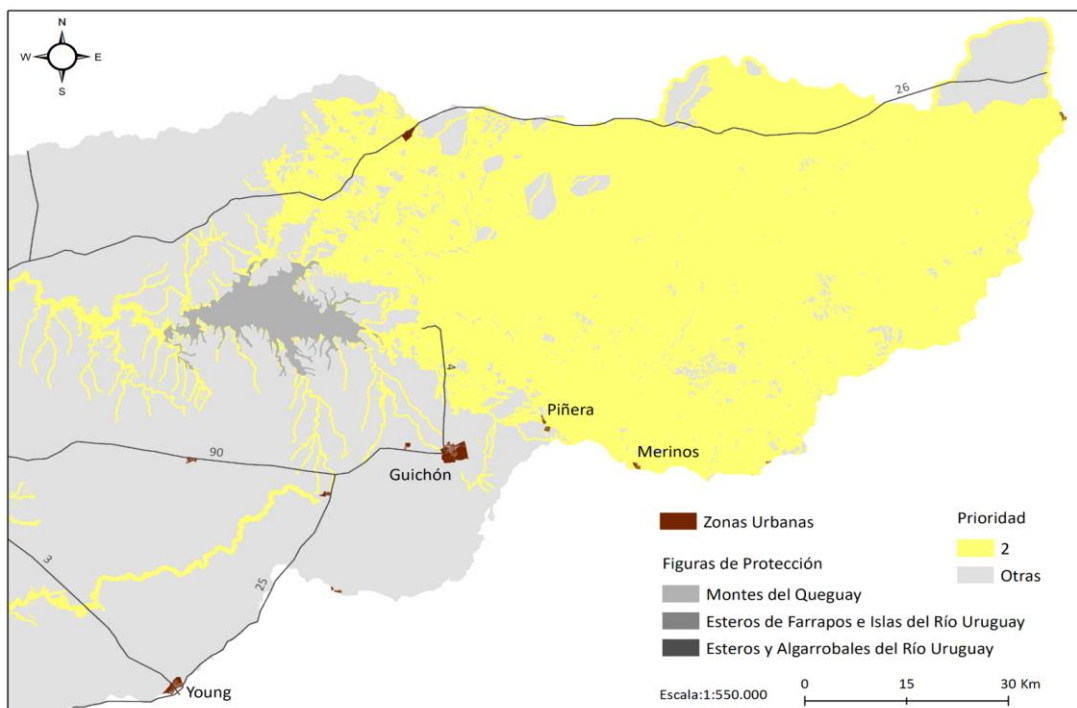 N
W E
S
26
4
Piñera
Merinos
90
Guichón
3
25
Young
Zonas Urbanas
Figuras de Protección
Montes del Queguay
Esteros de Farrapos e Islas del Río Uruguay
Esteros y Algarrobales del Río Uruguay
Prioridad
2
Otras
Escala:1:550.000
0 15 30 Km